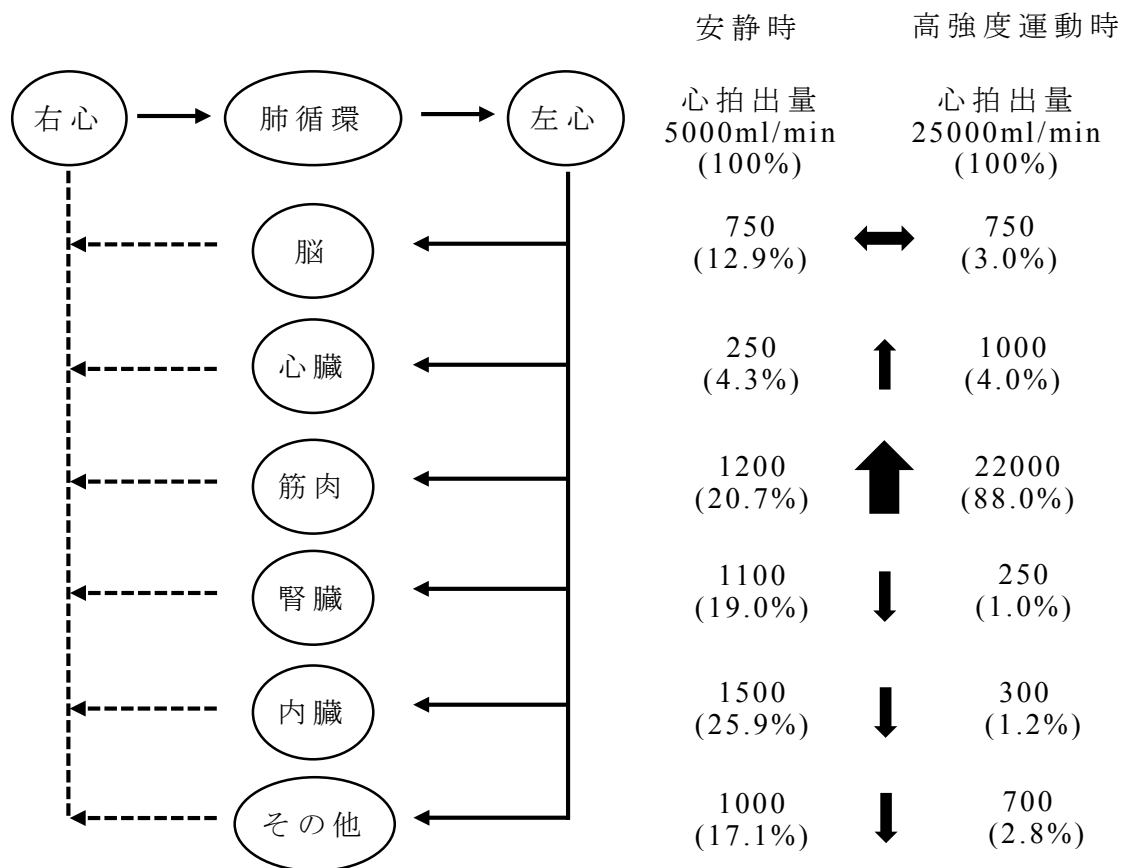 安静時 高強度運動時
右心 肺循環 左心 心拍出量 心拍出量
5000ml/min 25000ml/min
(100%) (100%)
脳 750 750
(12.9%) (3.0%)
心臓 250 1000
(4.3%) (4.0%)
筋肉 1200 22000
(20.7%) (88.0%)
腎臓 1100 250
(19.0%) (1.0%)
内臓 1500 300
(25.9%) (1.2%)
その他 1000 700
(17.1%) (2.8%)